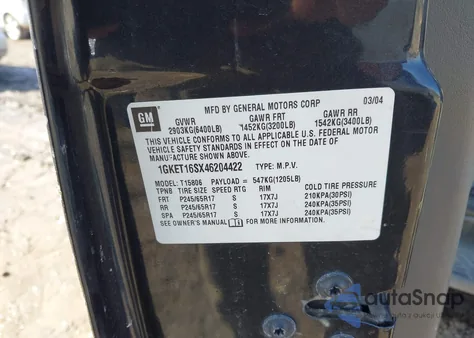 GM
MFD BY GENERAL MOTORS CORP 03/04
GVWR GAWR FRT GAWR RR
2903KG(6400LB) 1452KG(3200LB) 1542KG(3400LB)
THIS VEHICLE CONFORMS TO ALL APPLICABLE U.S. FEDERAL MOTOR
VEHICLE SAFETY STANDARDS IN EFFECT ON THE DATE OF
MANUFACTURE SHOWN ABOVE.
1GKET16SX46204422 TYPE: M.P.V.
MODEL: T15806 PAYLOAD = 547KG(1205LB)
TPNB TIRE SIZE SPEED RTG RIM COLD TIRE PRESSURE
FRT P245/65R17 S 17X7J 210KPA(30PSI)
RR P245/65R17 S 17X7J 240KPA(35PSI)
SPA P245/65R17 S 17X7J 240KPA(35PSI)
SEE OWNER'S MANUAL FOR MORE INFORMATION.
autaSnap